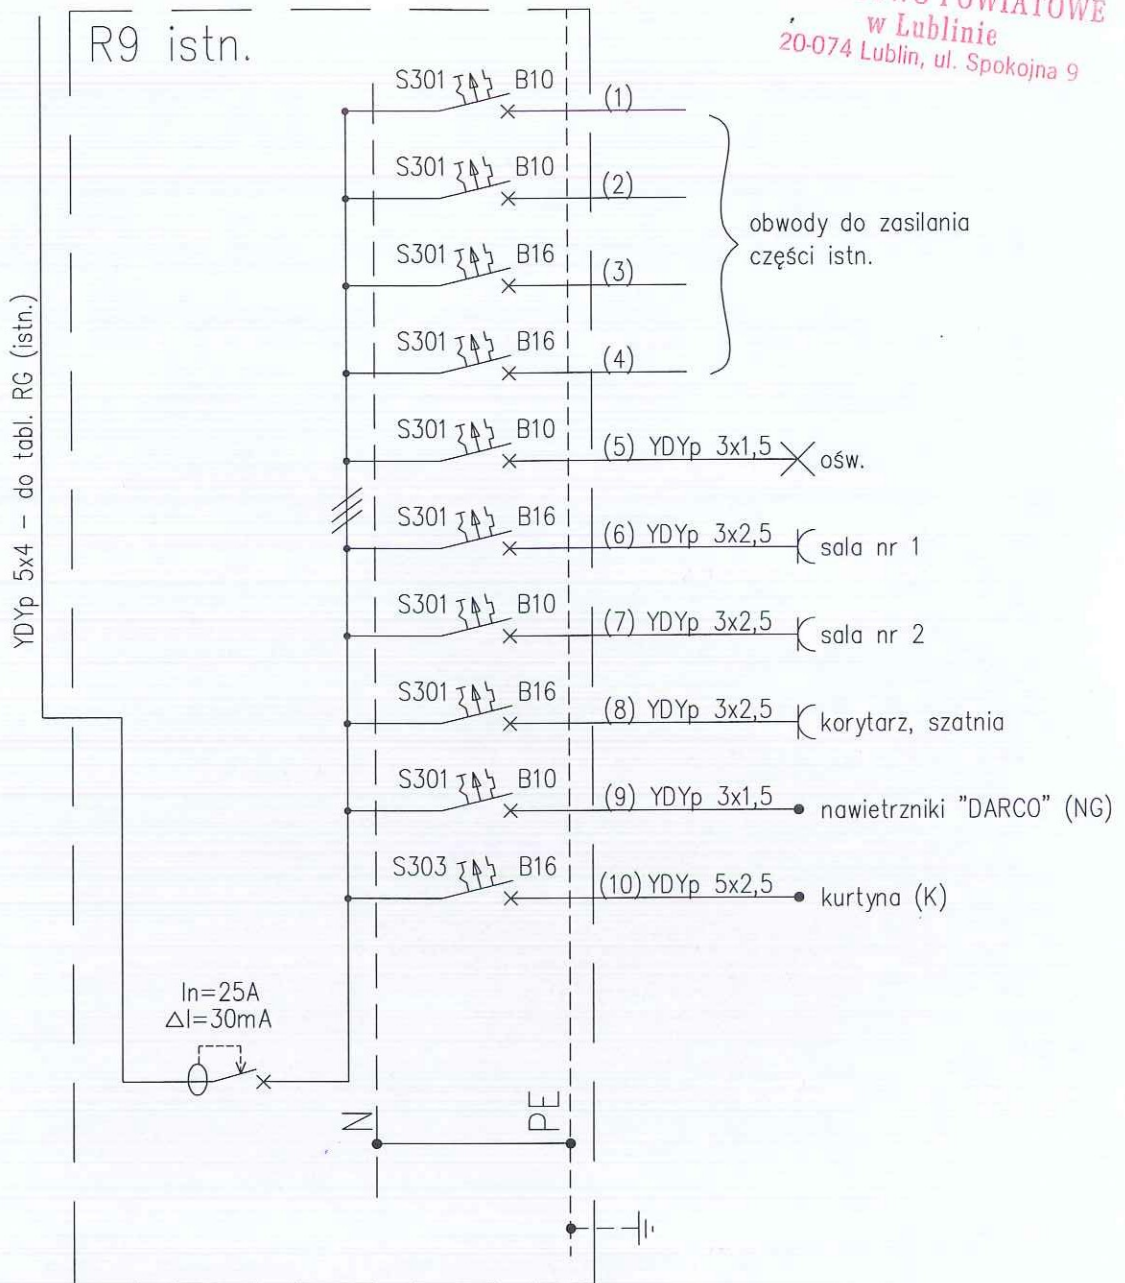 R9 istn.
POWIATOWE
w Lublinie
20-074 Lublin, ul. Spokojna 9
S301 B10 (1)
S301 B10 (2)
S301 B16 (3)
S301 B16 (4)
obwody do zasilania
części istn.
S301 B10 (5) YDYp 3x1,5 ośw.
S301 B16 (6) YDYp 3x2,5 sala nr 1
S301 B10 (7) YDYp 3x2,5 sala nr 2
S301 B16 (8) YDYp 3x2,5 korytarz, szatnia
S301 B10 (9) YDYp 3x1,5 nawietrzniki "DARCO" (NG)
S303 B16 (10) YDYp 5x2,5 kurtyna (K)
YDYp 5x4 – do tabl. RG (istn.)
In=25A
ΔI=30mA
N
PE